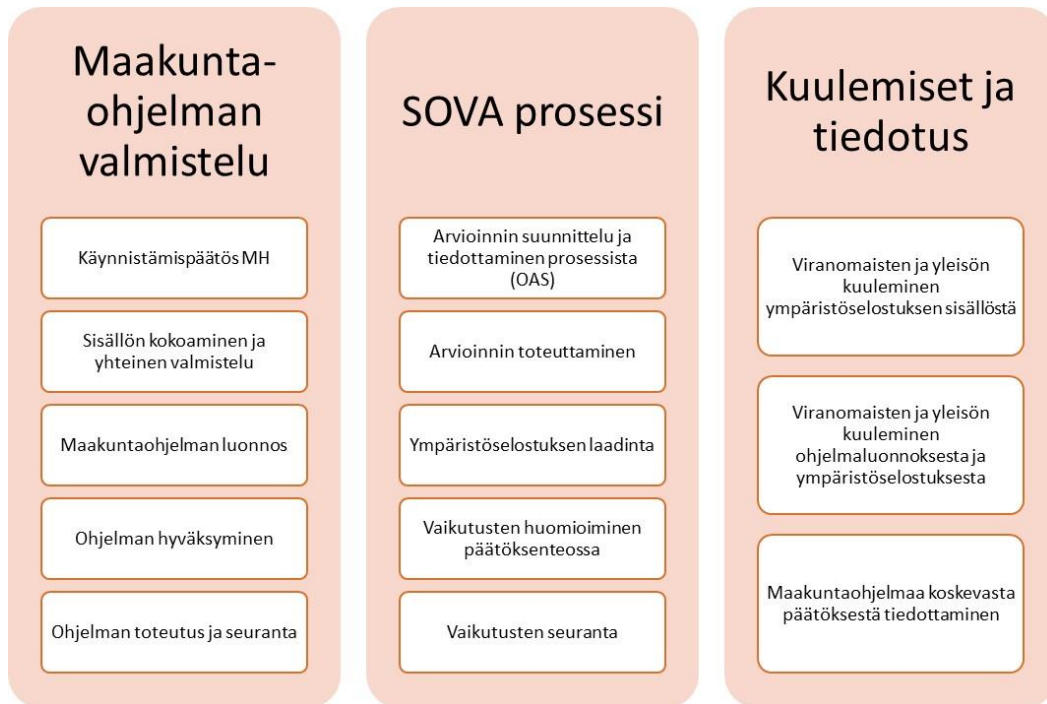 Maakunta-
ohjelman
valmistelu
Käynnistämispäätös MH
Sisällön kokoaminen ja
yhteinen valmistelu
Maakuntaohjelman luonnos
Ohjelman hyväksyminen
Ohjelman toteutus ja seuranta
SOVA prosessi
Arvioinnin suunnittelu ja
tiedottaminen prosessista
(OAS)
Arvioinnin toteuttaminen
Ympäristöselostuksen laadinta
Vaikutusten huomioiminen
päätöksenteossa
Vaikutusten seuranta
Kuulemiset ja
tiedotus
Viranomaisten ja yleisön
kuuleminen
ympäristöselostuksen sisällöstä
Viranomaisten ja yleisön
kuuleminen
ohjelmaluonnoksesta ja
ympäristöselostuksesta
Maakuntaohjelmaa koskevasta
päätöksestä tiedottaminen